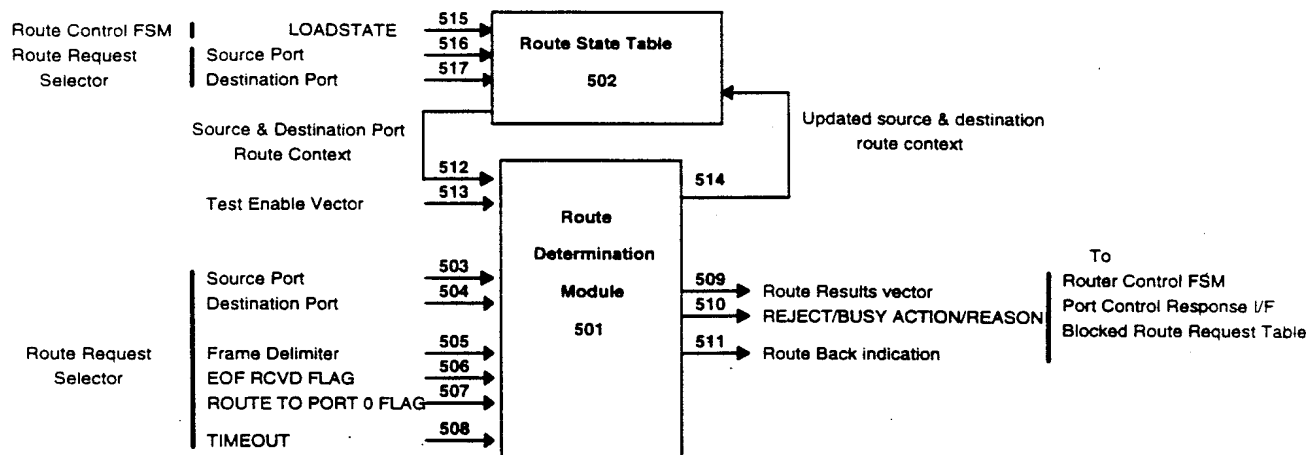 Route Control FSM
LOADSTATE
515
Route Request
Selector
Source Port
516
Destination Port
517
Route State Table
502
Source & Destination Port
Route Context
512
Updated source & destination
route context
514
Test Enable Vector
513
Route
Determination
Module
501
Route Request
Selector
Source Port
503
Destination Port
504
Frame Delimiter
505
EOF RCVD FLAG
506
ROUTE TO PORT 0 FLAG
507
TIMEOUT
508
509
Route Results vector
510
REJECT/BUSY ACTION/REASON
511
Route Back indication
To
Router Control FSM
Port Control Response I/F
Blocked Route Request Table